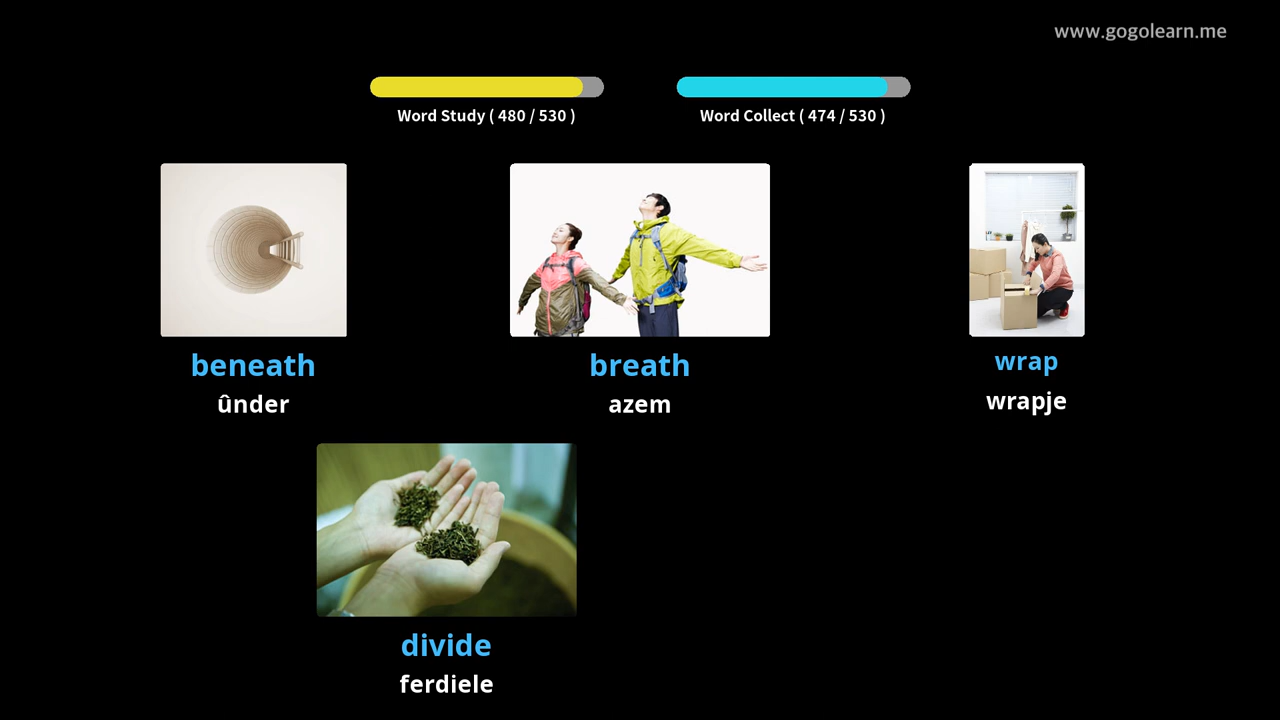 www.gogolearn.me
Word Study ( 480 / 530 )
Word Collect ( 474 / 530 )
beneath
ûnder
breath
azem
wrap
wrapje
divide
ferdiele